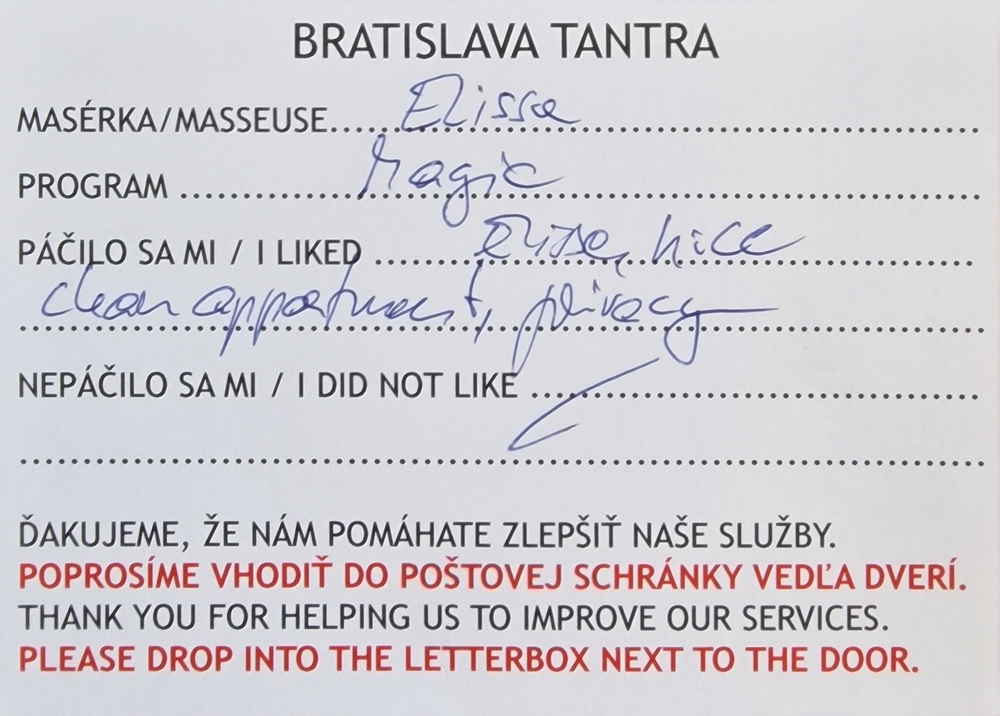 BRATISLAVA TANTRA
MASÉRKA/MASSEUSE.....Elissa.....
PROGRAM .....Magic.....
PÁČILO SA MI / I LIKED .....Elissa, nice
clean appartment, privacy
NEPÁČILO SA MI / I DID NOT LIKE .....
ĎAKUJEME, ŽE NÁM POMÁHATE ZLEPŠIŤ NAŠE SLUŽBY.
POPROSÍME VHODIŤ DO POŠTOVEJ SCHRÁNKY VEDĽA DVERÍ.
THANK YOU FOR HELPING US TO IMPROVE OUR SERVICES.
PLEASE DROP INTO THE LETTERBOX NEXT TO THE DOOR.